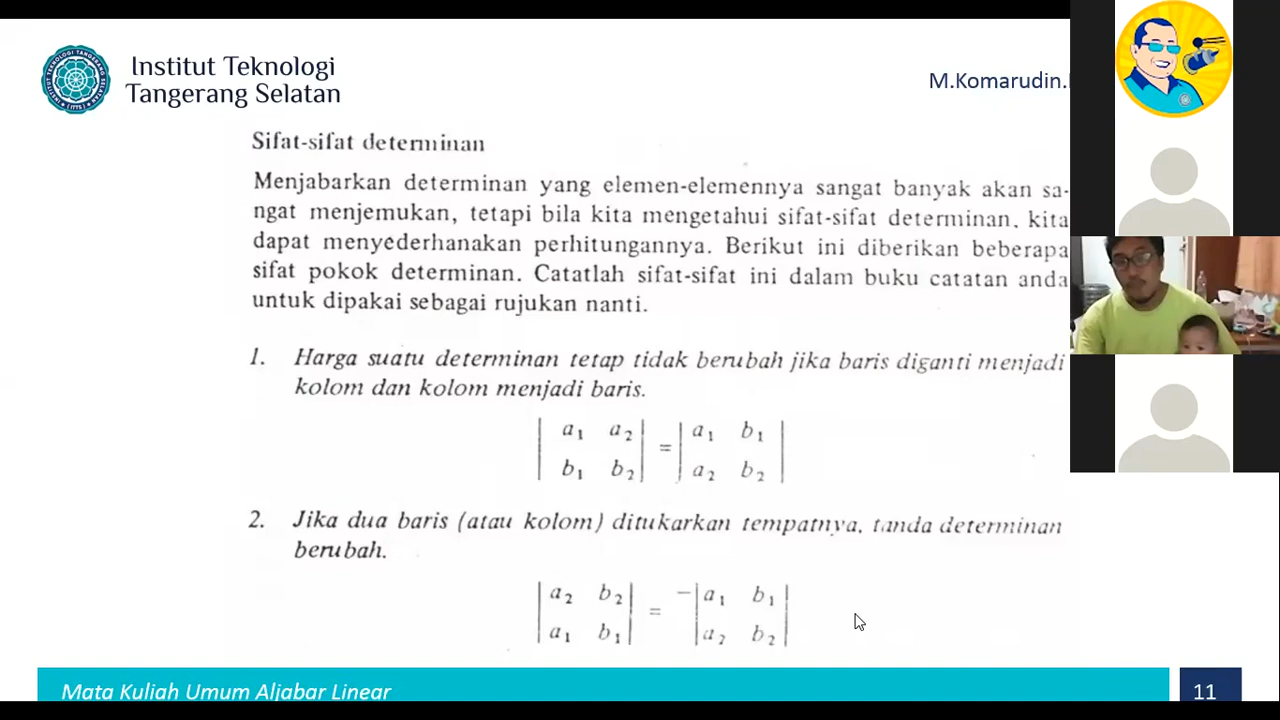 Institut Teknologi
Tangerang Selatan
M.Komarudin.
Sifat-sifat determinan
Menjabarkan determinan yang elemen-elemennya sangat banyak akan sa-
ngat menjemukan, tetapi bila kita mengetahui sifat-sifat determinan, kita
dapat menyederhanakan perhitungannya. Berikut ini diberikan beberapa
sifat pokok determinan. Catatlah sifat-sifat ini dalam buku catatan anda
untuk dipakai sebagai rujukan nanti.
1. Harga suatu determinan tetap tidak berubah jika baris diganti menjadi
kolom dan kolom menjadi baris.
| a₁ a₂ | = | a₁ b₁ |
| b₁ b₂ | | a₂ b₂ |
2. Jika dua baris (atau kolom) ditukarkan tempatnya, tanda determinan
berubah.
| a₂ b₂ | = −| a₁ b₁ |
| a₁ b₁ | | a₂ b₂ |
Mata Kuliah Umum Aljabar Linear
11